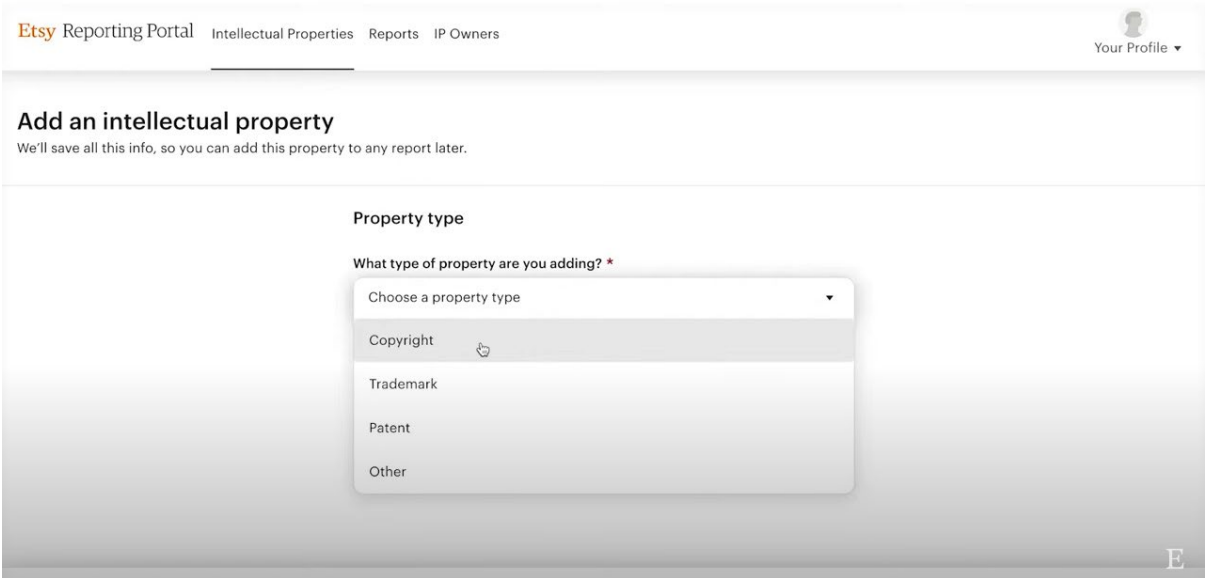 Etsy Reporting Portal Intellectual Properties Reports IP Owners
Your Profile
Add an intellectual property
We'll save all this info, so you can add this property to any report later.
Property type
What type of property are you adding? *
Choose a property type
Copyright
Trademark
Patent
Other
E